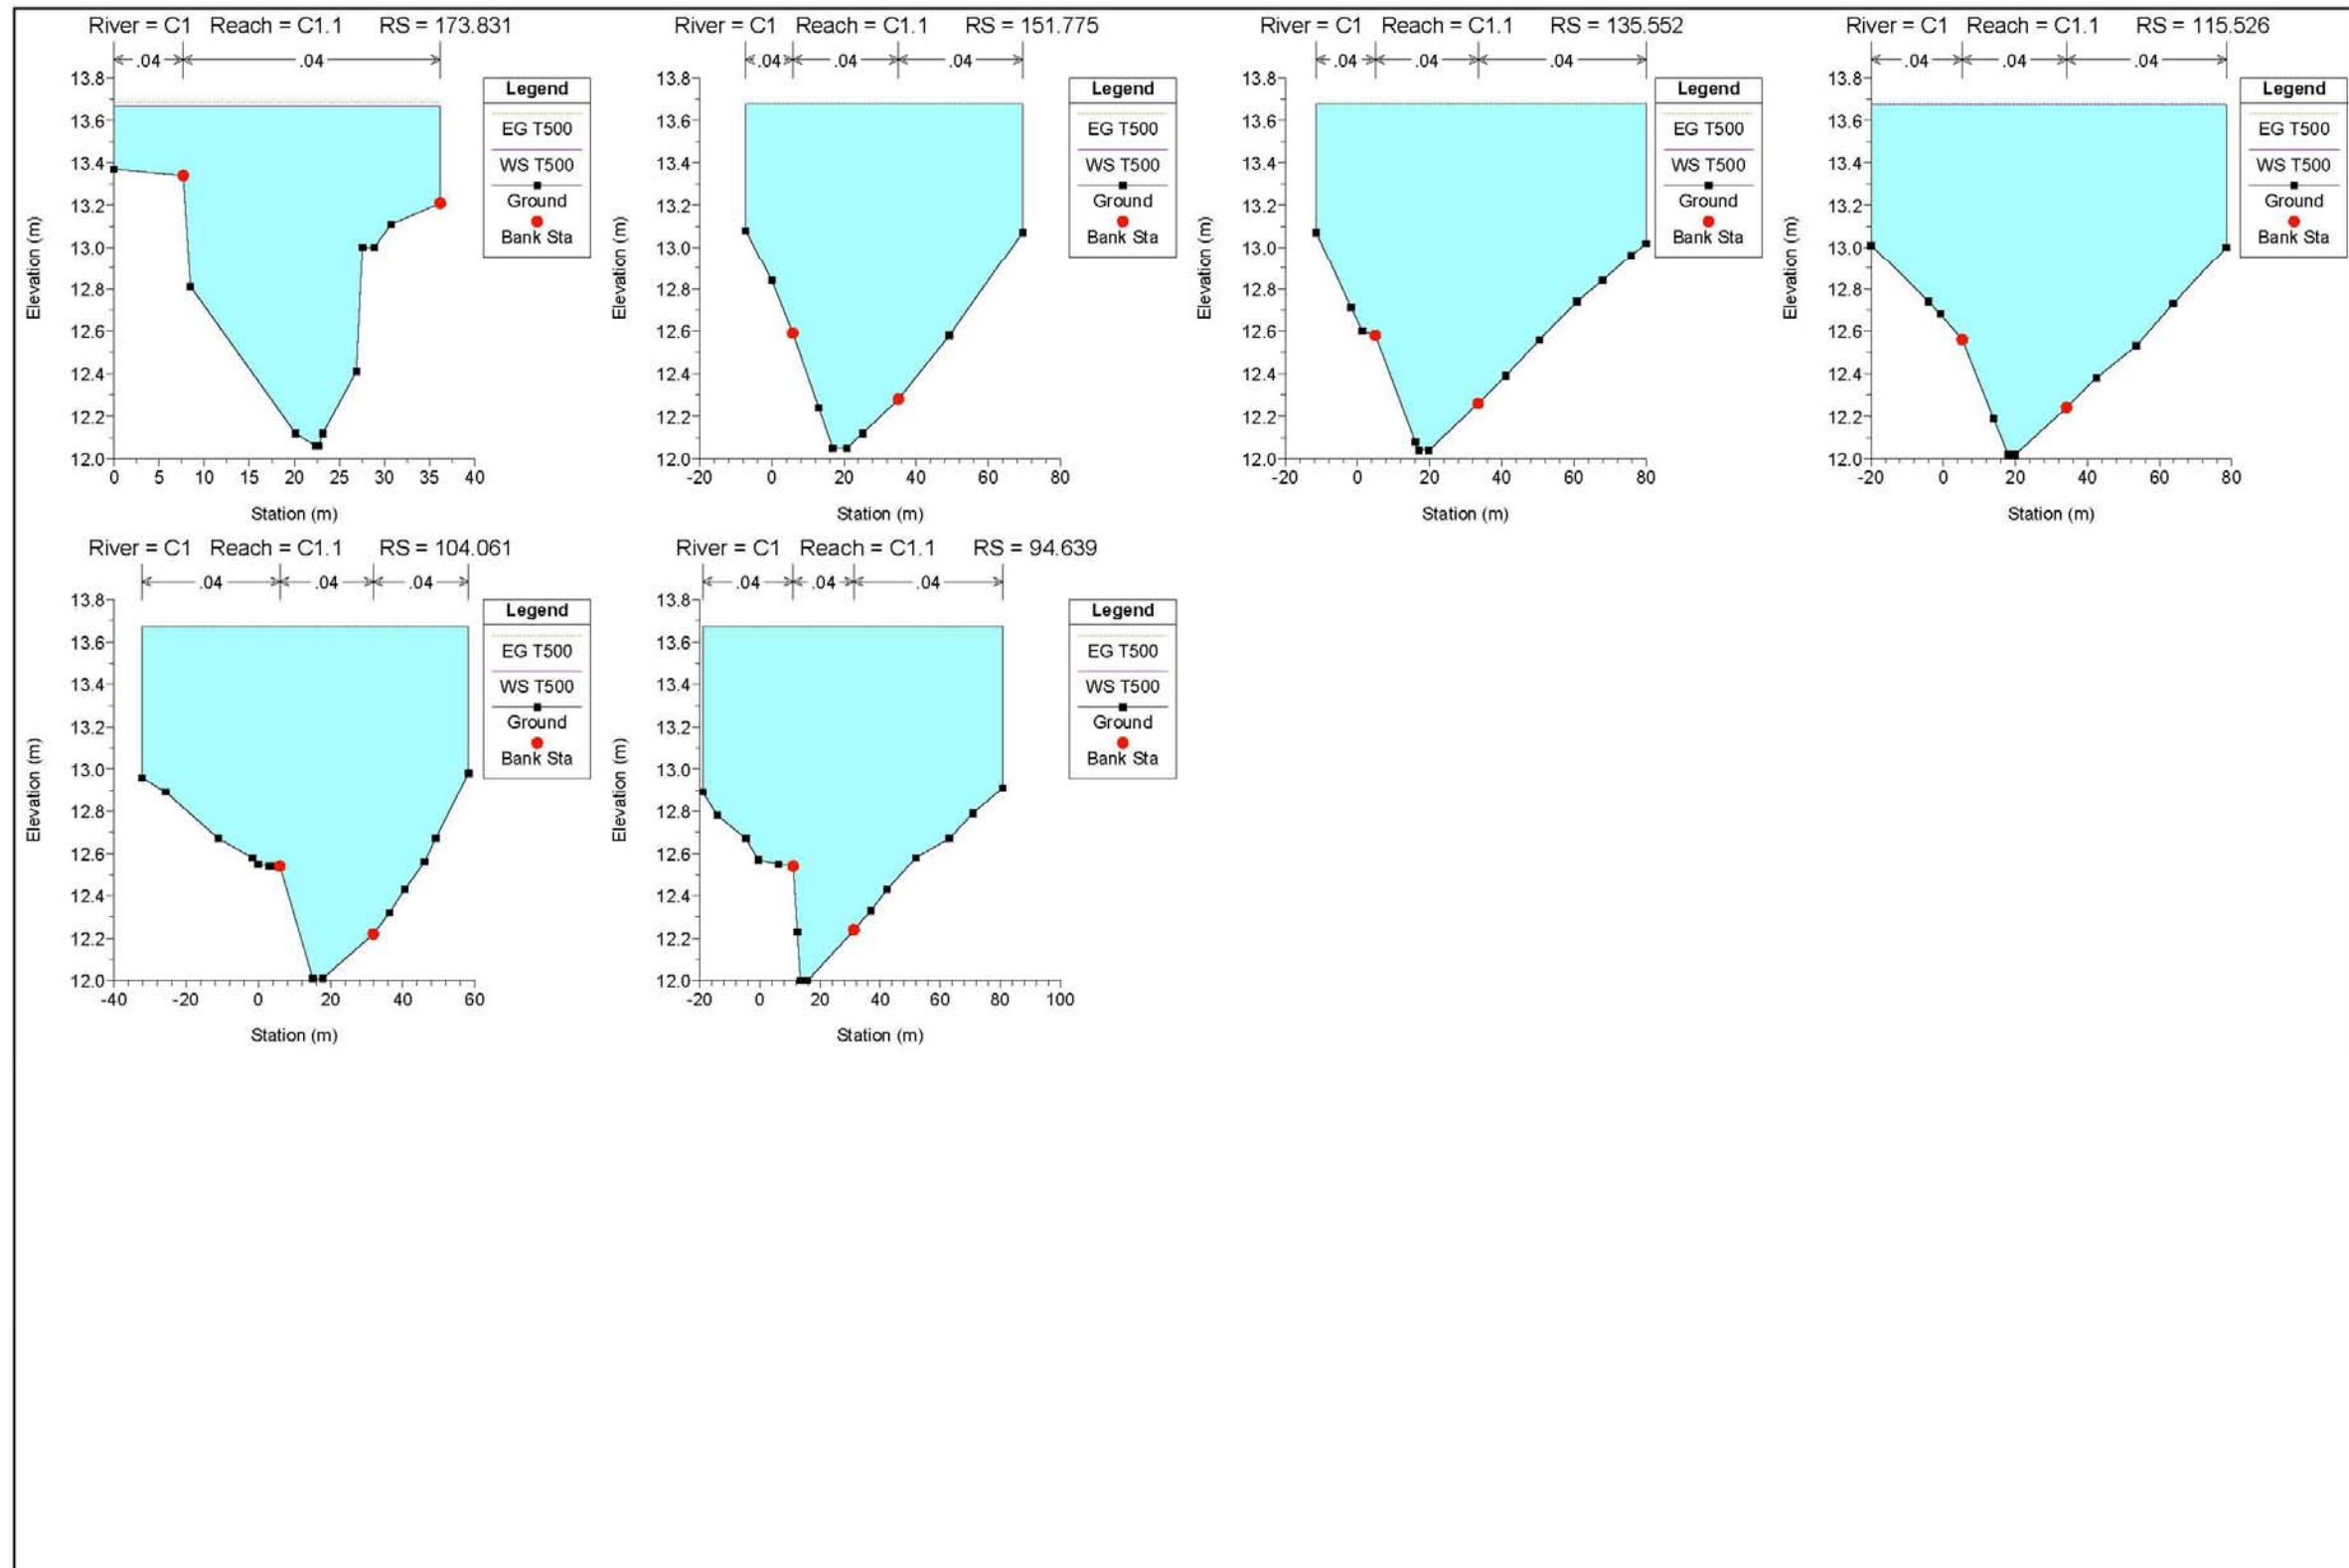 River = C1 Reach = C1.1 RS = 173.831
.04 .04
13.8
13.6
13.4
13.2
13.0
12.8
12.6
12.4
12.2
12.0
0 5 10 15 20 25 30 35 40
Station (m)
Elevation (m)
Legend
EG T500
WS T500
Ground
Bank Sta
River = C1 Reach = C1.1 RS = 151.775
.04 .04 .04
13.8
13.6
13.4
13.2
13.0
12.8
12.6
12.4
12.2
12.0
-20 0 20 40 60 80
Station (m)
Elevation (m)
Legend
EG T500
WS T500
Ground
Bank Sta
River = C1 Reach = C1.1 RS = 135.552
.04 .04 .04
13.8
13.6
13.4
13.2
13.0
12.8
12.6
12.4
12.2
12.0
-20 0 20 40 60 80
Station (m)
Elevation (m)
Legend
EG T500
WS T500
Ground
Bank Sta
River = C1 Reach = C1.1 RS = 115.526
.04 .04 .04
13.8
13.6
13.4
13.2
13.0
12.8
12.6
12.4
12.2
12.0
-20 0 20 40 60 80
Station (m)
Elevation (m)
Legend
EG T500
WS T500
Ground
Bank Sta
River = C1 Reach = C1.1 RS = 104.061
.04 .04 .04
13.8
13.6
13.4
13.2
13.0
12.8
12.6
12.4
12.2
12.0
-40 -20 0 20 40 60
Station (m)
Elevation (m)
Legend
EG T500
WS T500
Ground
Bank Sta
River = C1 Reach = C1.1 RS = 94.639
.04 .04 .04
13.8
13.6
13.4
13.2
13.0
12.8
12.6
12.4
12.2
12.0
-20 0 20 40 60 80 100
Station (m)
Elevation (m)
Legend
EG T500
WS T500
Ground
Bank Sta